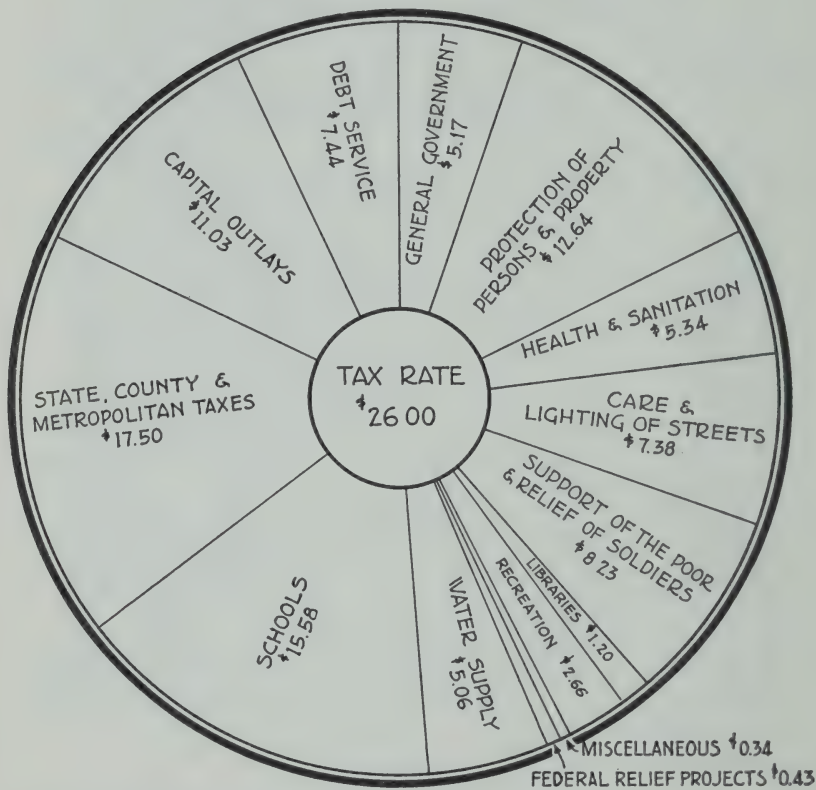 TAX RATE
$26 00
GENERAL GOVERNMENT
$5.17
PROTECTION OF
PERSONS & PROPERTY
$12.64
HEALTH & SANITATION
$5.34
CARE &
LIGHTING OF STREETS
$7.38
SUPPORT OF THE POOR
& RELIEF OF SOLDIERS
$8 23
LIBRARIES $1.20
RECREATION $2.66
MISCELLANEOUS $0.34
FEDERAL RELIEF PROJECTS $0.43
WATER SUPPLY
$5.06
SCHOOLS
$15.58
STATE, COUNTY &
METROPOLITAN TAXES
$17.50
CAPITAL OUTLAYS
$11.03
DEBT SERVICE
$7.44